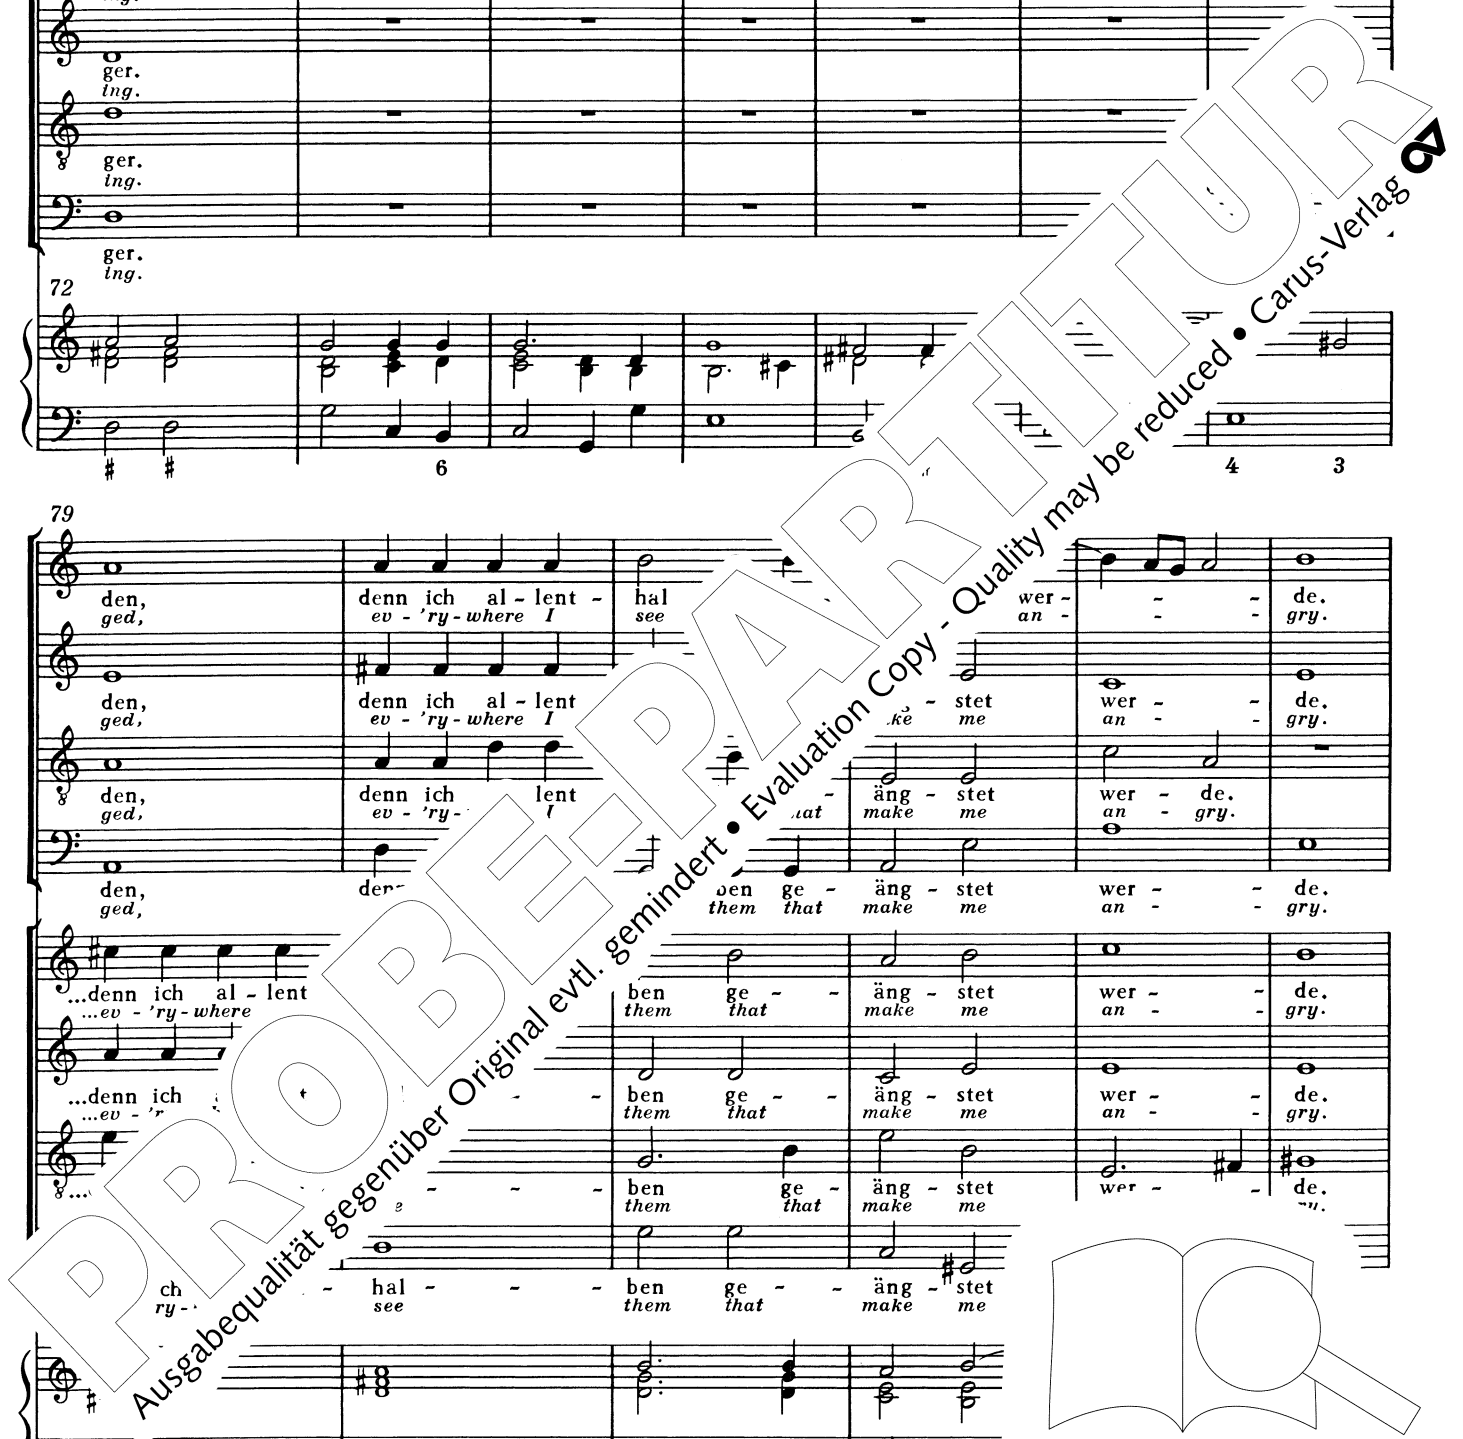 ing.
ger.
ing.
ger.
ing.
ger.
ing.
72
6
4 3
79
den, denn ich al - lent - hal wer - - - - de.
ged, ev - 'ry - where I see an - - - gry.
den, denn ich al - lent - stet wer - - de.
ged, ev - 'ry - where I me an - - gry.
den, denn ich lent - äng - stet wer - de.
ged, ev - 'ry - I make me an - gry.
den, ge - äng - stet wer - - de.
ged, them that make me an - - gry.
...denn ich al - lent ben ge - - äng - stet wer - - de.
...ev - 'ry - where them that make me an - - gry.
...denn ich - - ben ge - - äng - stet wer - - de.
them that make me an - - gry.
- - - ben ge - äng - stet - - de.
them that make me
- hal - - - ben ge - - äng - stet
see them that make me
PROBE-PARTITUR
Ausgabequalität gegenüber Original evtl. gemindert • Evaluation Copy - Quality may be reduced • Carus-Verlag